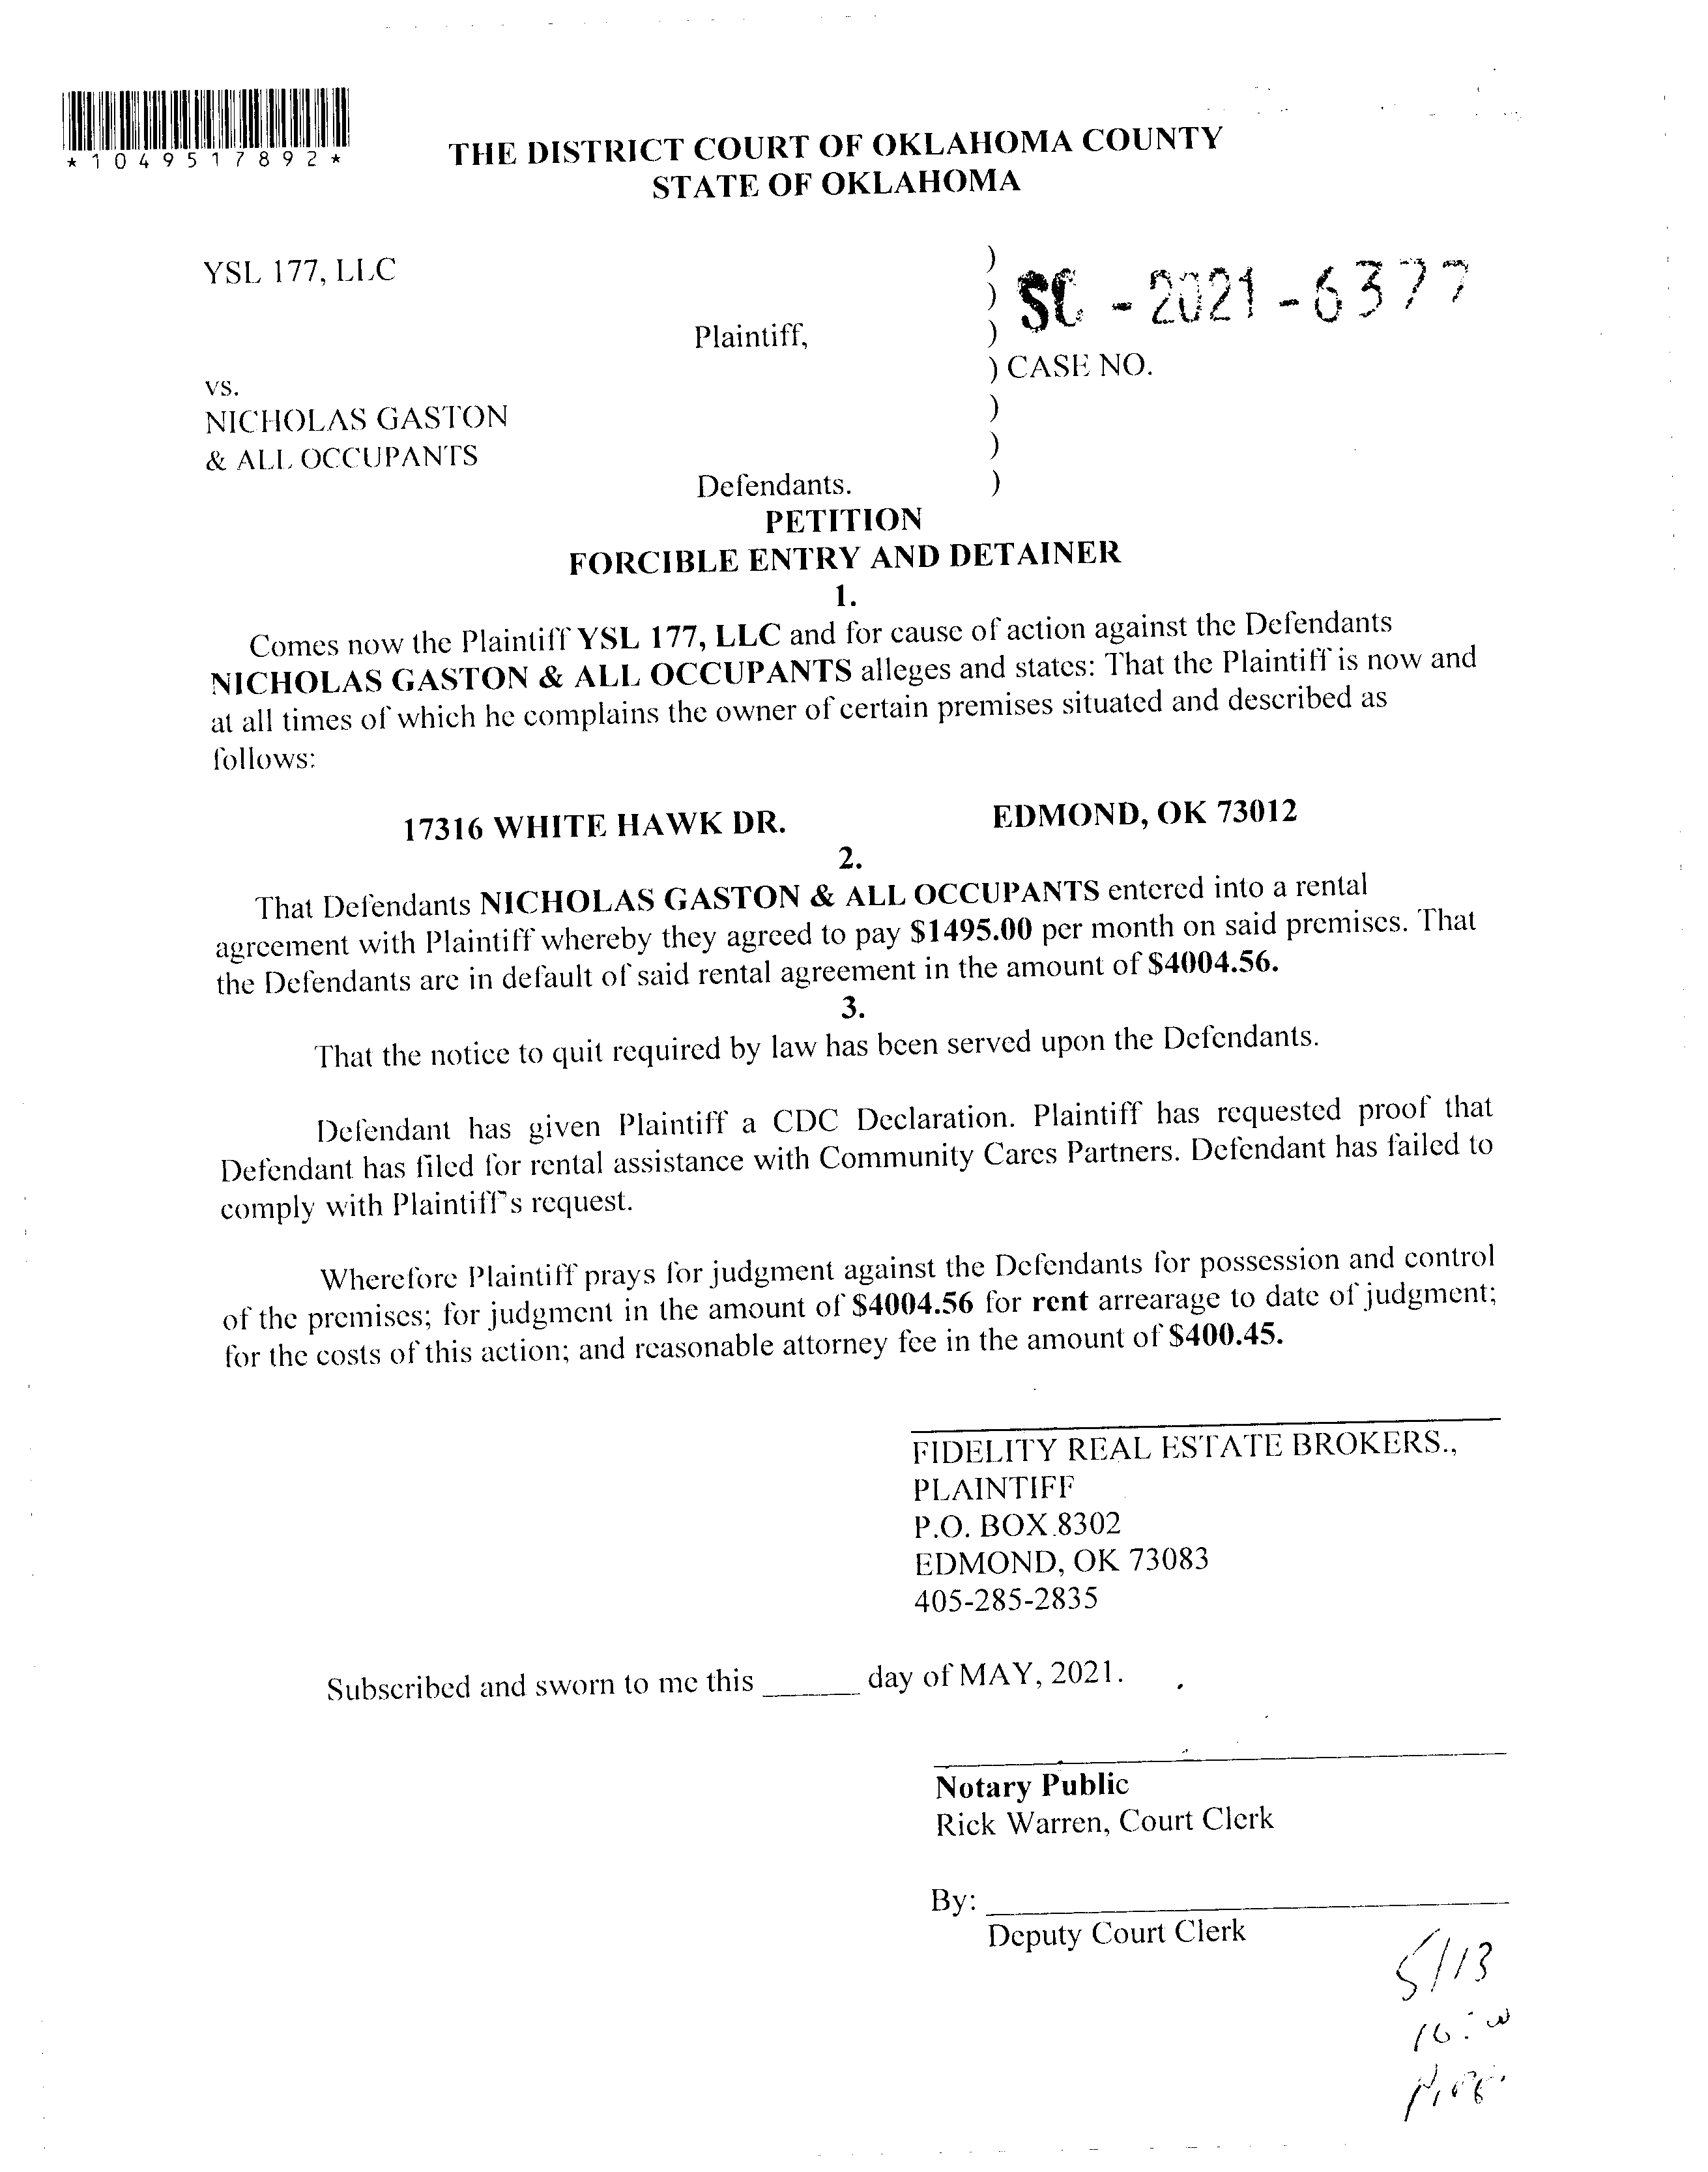 *1049517892*
THE DISTRICT COURT OF OKLAHOMA COUNTY
STATE OF OKLAHOMA
YSL 177, LLC )
) SC - 2021 - 6377
Plaintiff, )
) CASE NO.
vs.
NICHOLAS GASTON )
& ALL OCCUPANTS )
Defendants. )
PETITION
FORCIBLE ENTRY AND DETAINER
1.
Comes now the Plaintiff YSL 177, LLC and for cause of action against the Defendants
NICHOLAS GASTON & ALL OCCUPANTS alleges and states: That the Plaintiff is now and
at all times of which he complains the owner of certain premises situated and described as
follows:
17316 WHITE HAWK DR. EDMOND, OK 73012
2.
That Defendants NICHOLAS GASTON & ALL OCCUPANTS entered into a rental
agreement with Plaintiff whereby they agreed to pay $1495.00 per month on said premises. That
the Defendants are in default of said rental agreement in the amount of $4004.56.
3.
That the notice to quit required by law has been served upon the Defendants.
Defendant has given Plaintiff a CDC Declaration. Plaintiff has requested proof that
Defendant has filed for rental assistance with Community Cares Partners. Defendant has failed to
comply with Plaintiff's request.
Wherefore Plaintiff prays for judgment against the Defendants for possession and control
of the premises; for judgment in the amount of $4004.56 for rent arrearage to date of judgment;
for the costs of this action; and reasonable attorney fee in the amount of $400.45.
FIDELITY REAL ESTATE BROKERS.,
PLAINTIFF
P.O. BOX 8302
EDMOND, OK 73083
405-285-2835
Subscribed and sworn to me this ______ day of MAY, 2021.
Notary Public
Rick Warren, Court Clerk
By: ______
Deputy Court Clerk
5/13